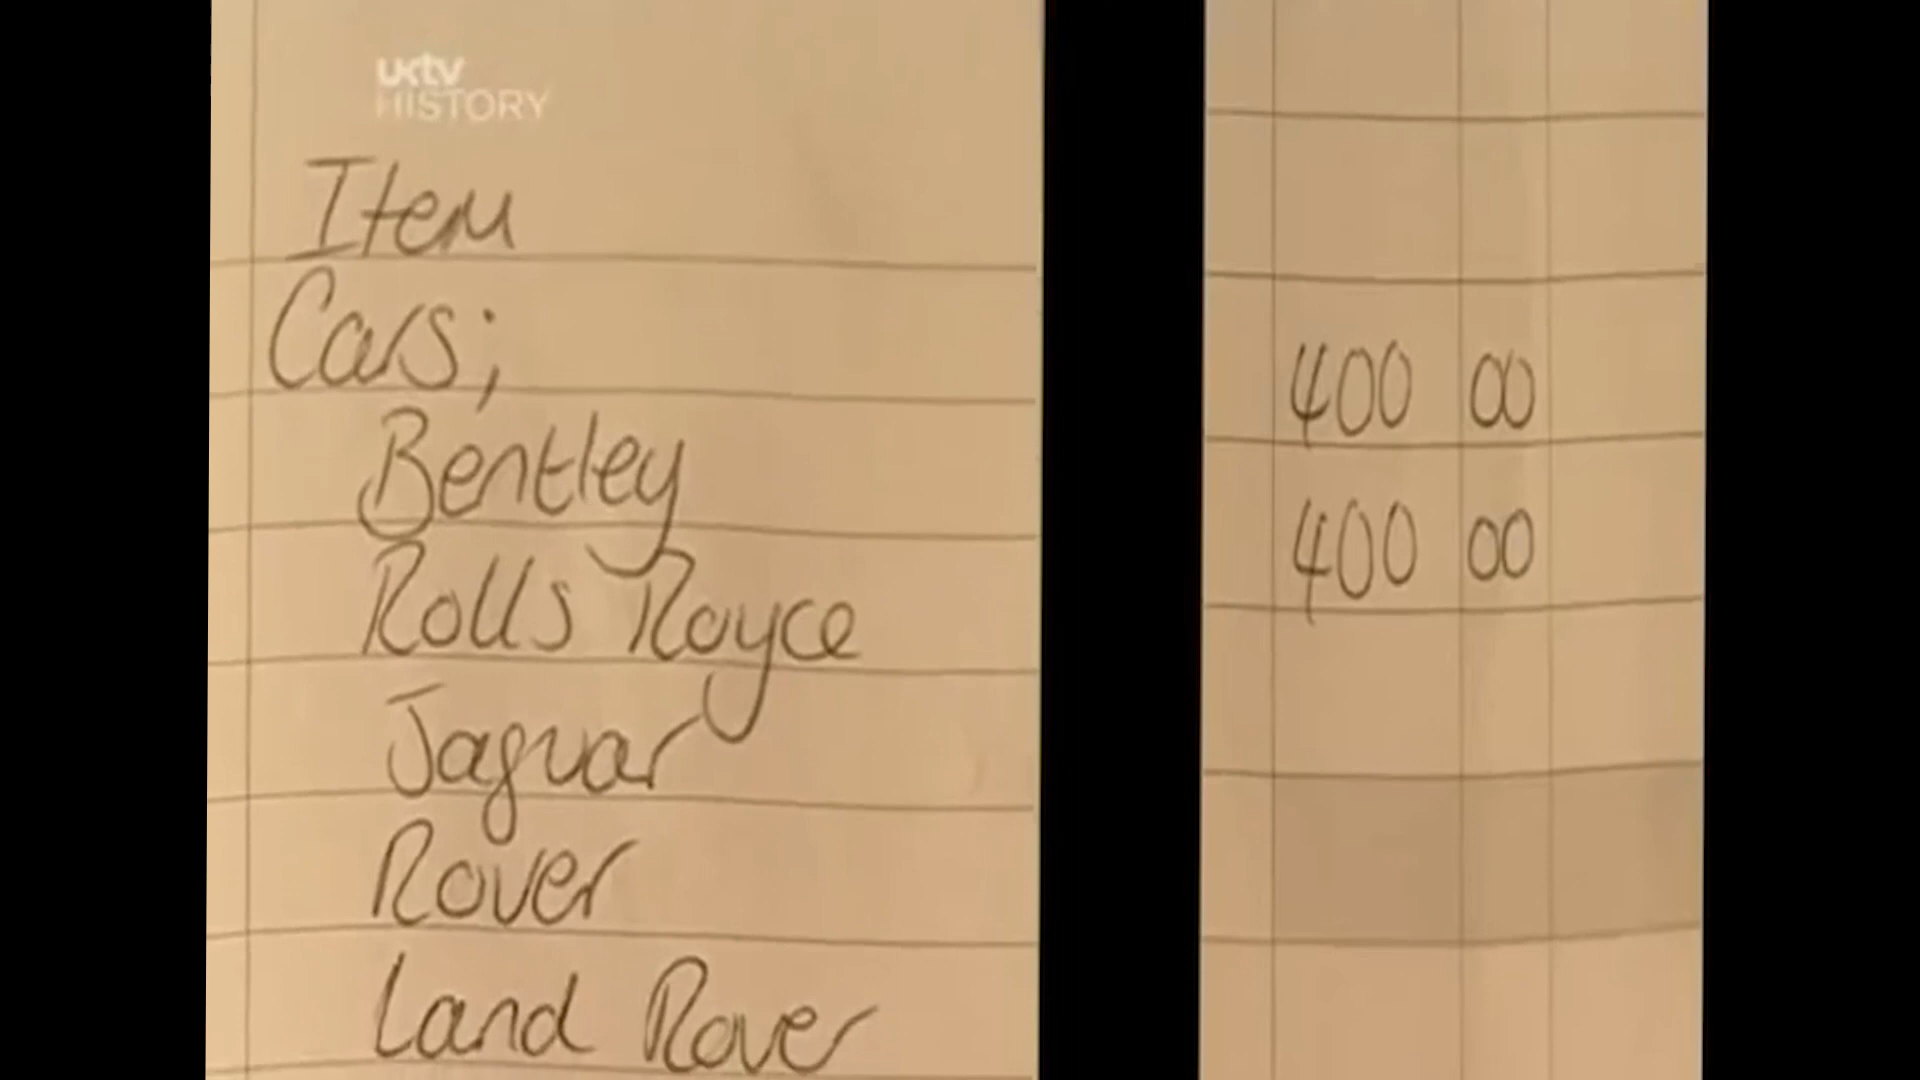 uktv
HISTORY
Item
Cars;
Bentley
Rolls Royce
Jaguar
Rover
Land Rover
400 00
400 00